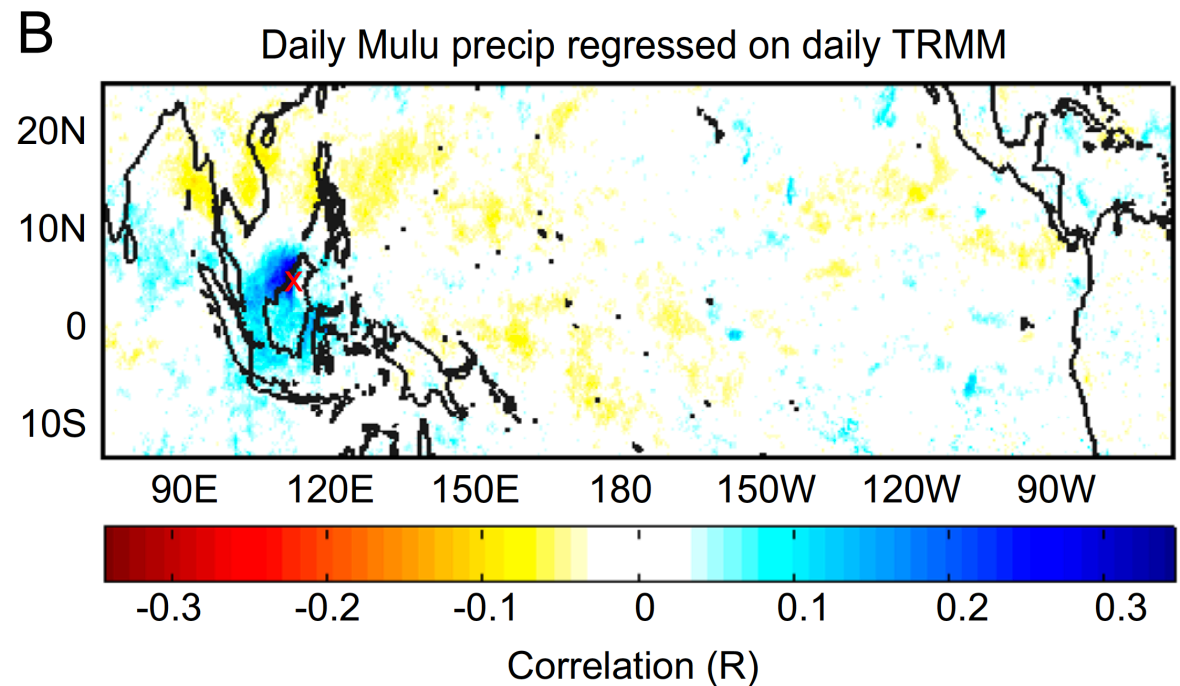 B
Daily Mulu precip regressed on daily TRMM
20N
10N
X
0
10S
90E 120E 150E 180 150W 120W 90W
-0.3 -0.2 -0.1 0 0.1 0.2 0.3
Correlation (R)